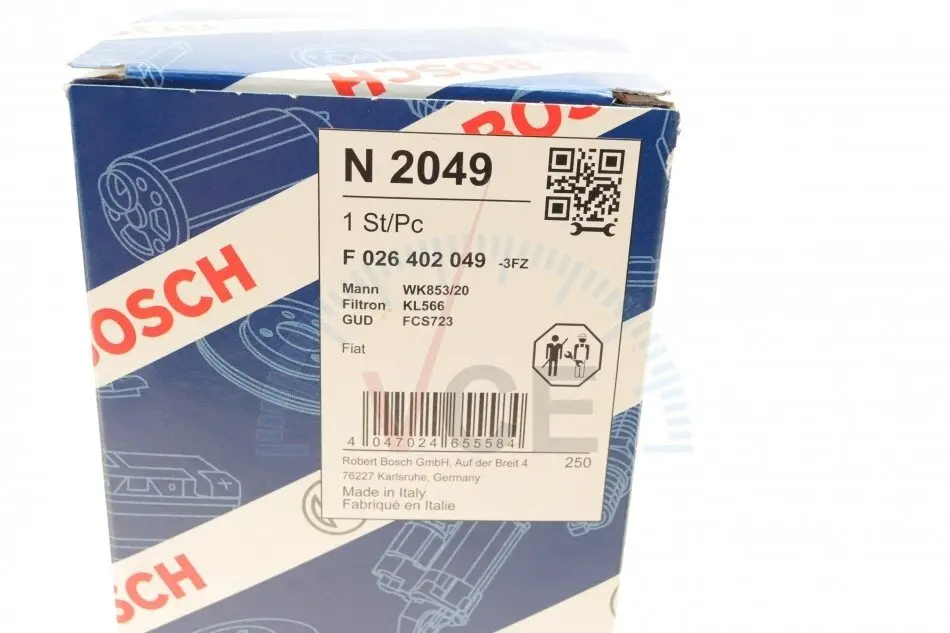 BOSCH
BOSCH
N 2049
1 St/Pc
F 026 402 049 -3FZ
Mann WK853/20
Filtron KL566
GUD FCS723
Fiat
BOSCH
VCE
4 047024 655584
Robert Bosch GmbH, Auf der Breit 4
76227 Karlsruhe, Germany
250
Made in Italy
Fabriqué en Italie
BOSCH